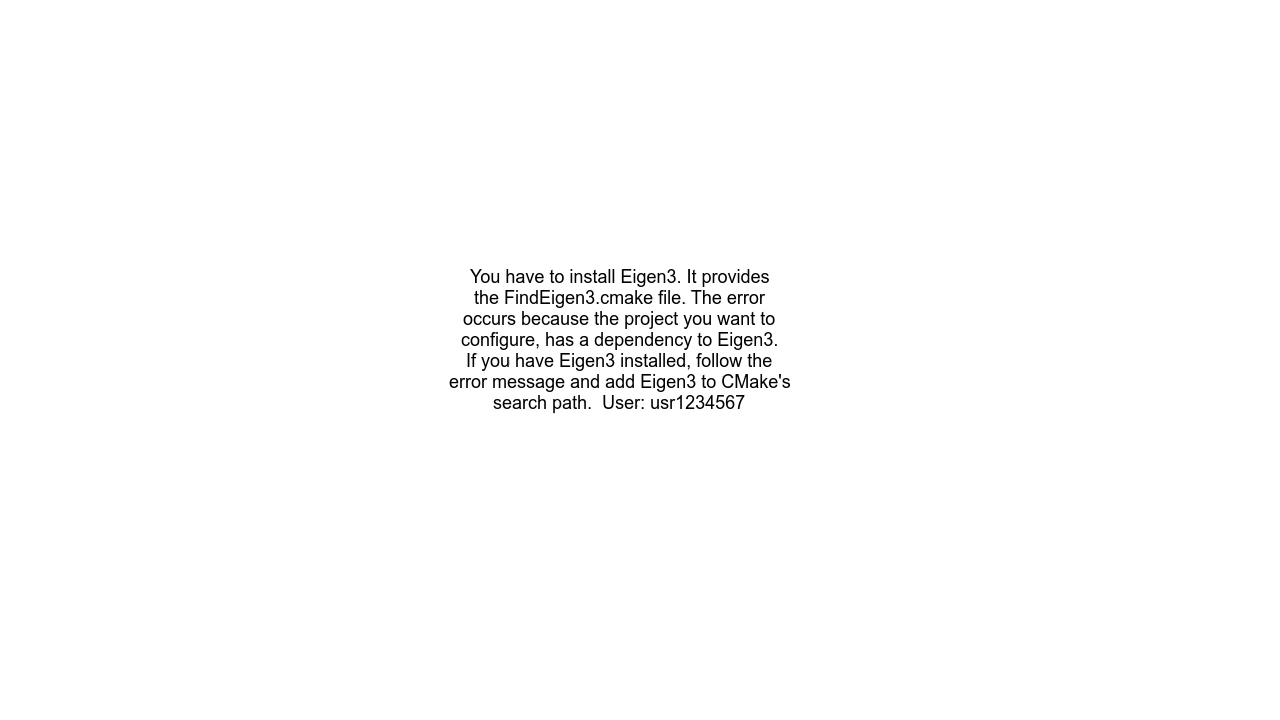 You have to install Eigen3. It provides
the FindEigen3.cmake file. The error
occurs because the project you want to
configure, has a dependency to Eigen3.
If you have Eigen3 installed, follow the
error message and add Eigen3 to CMake's
search path.  User: usr1234567